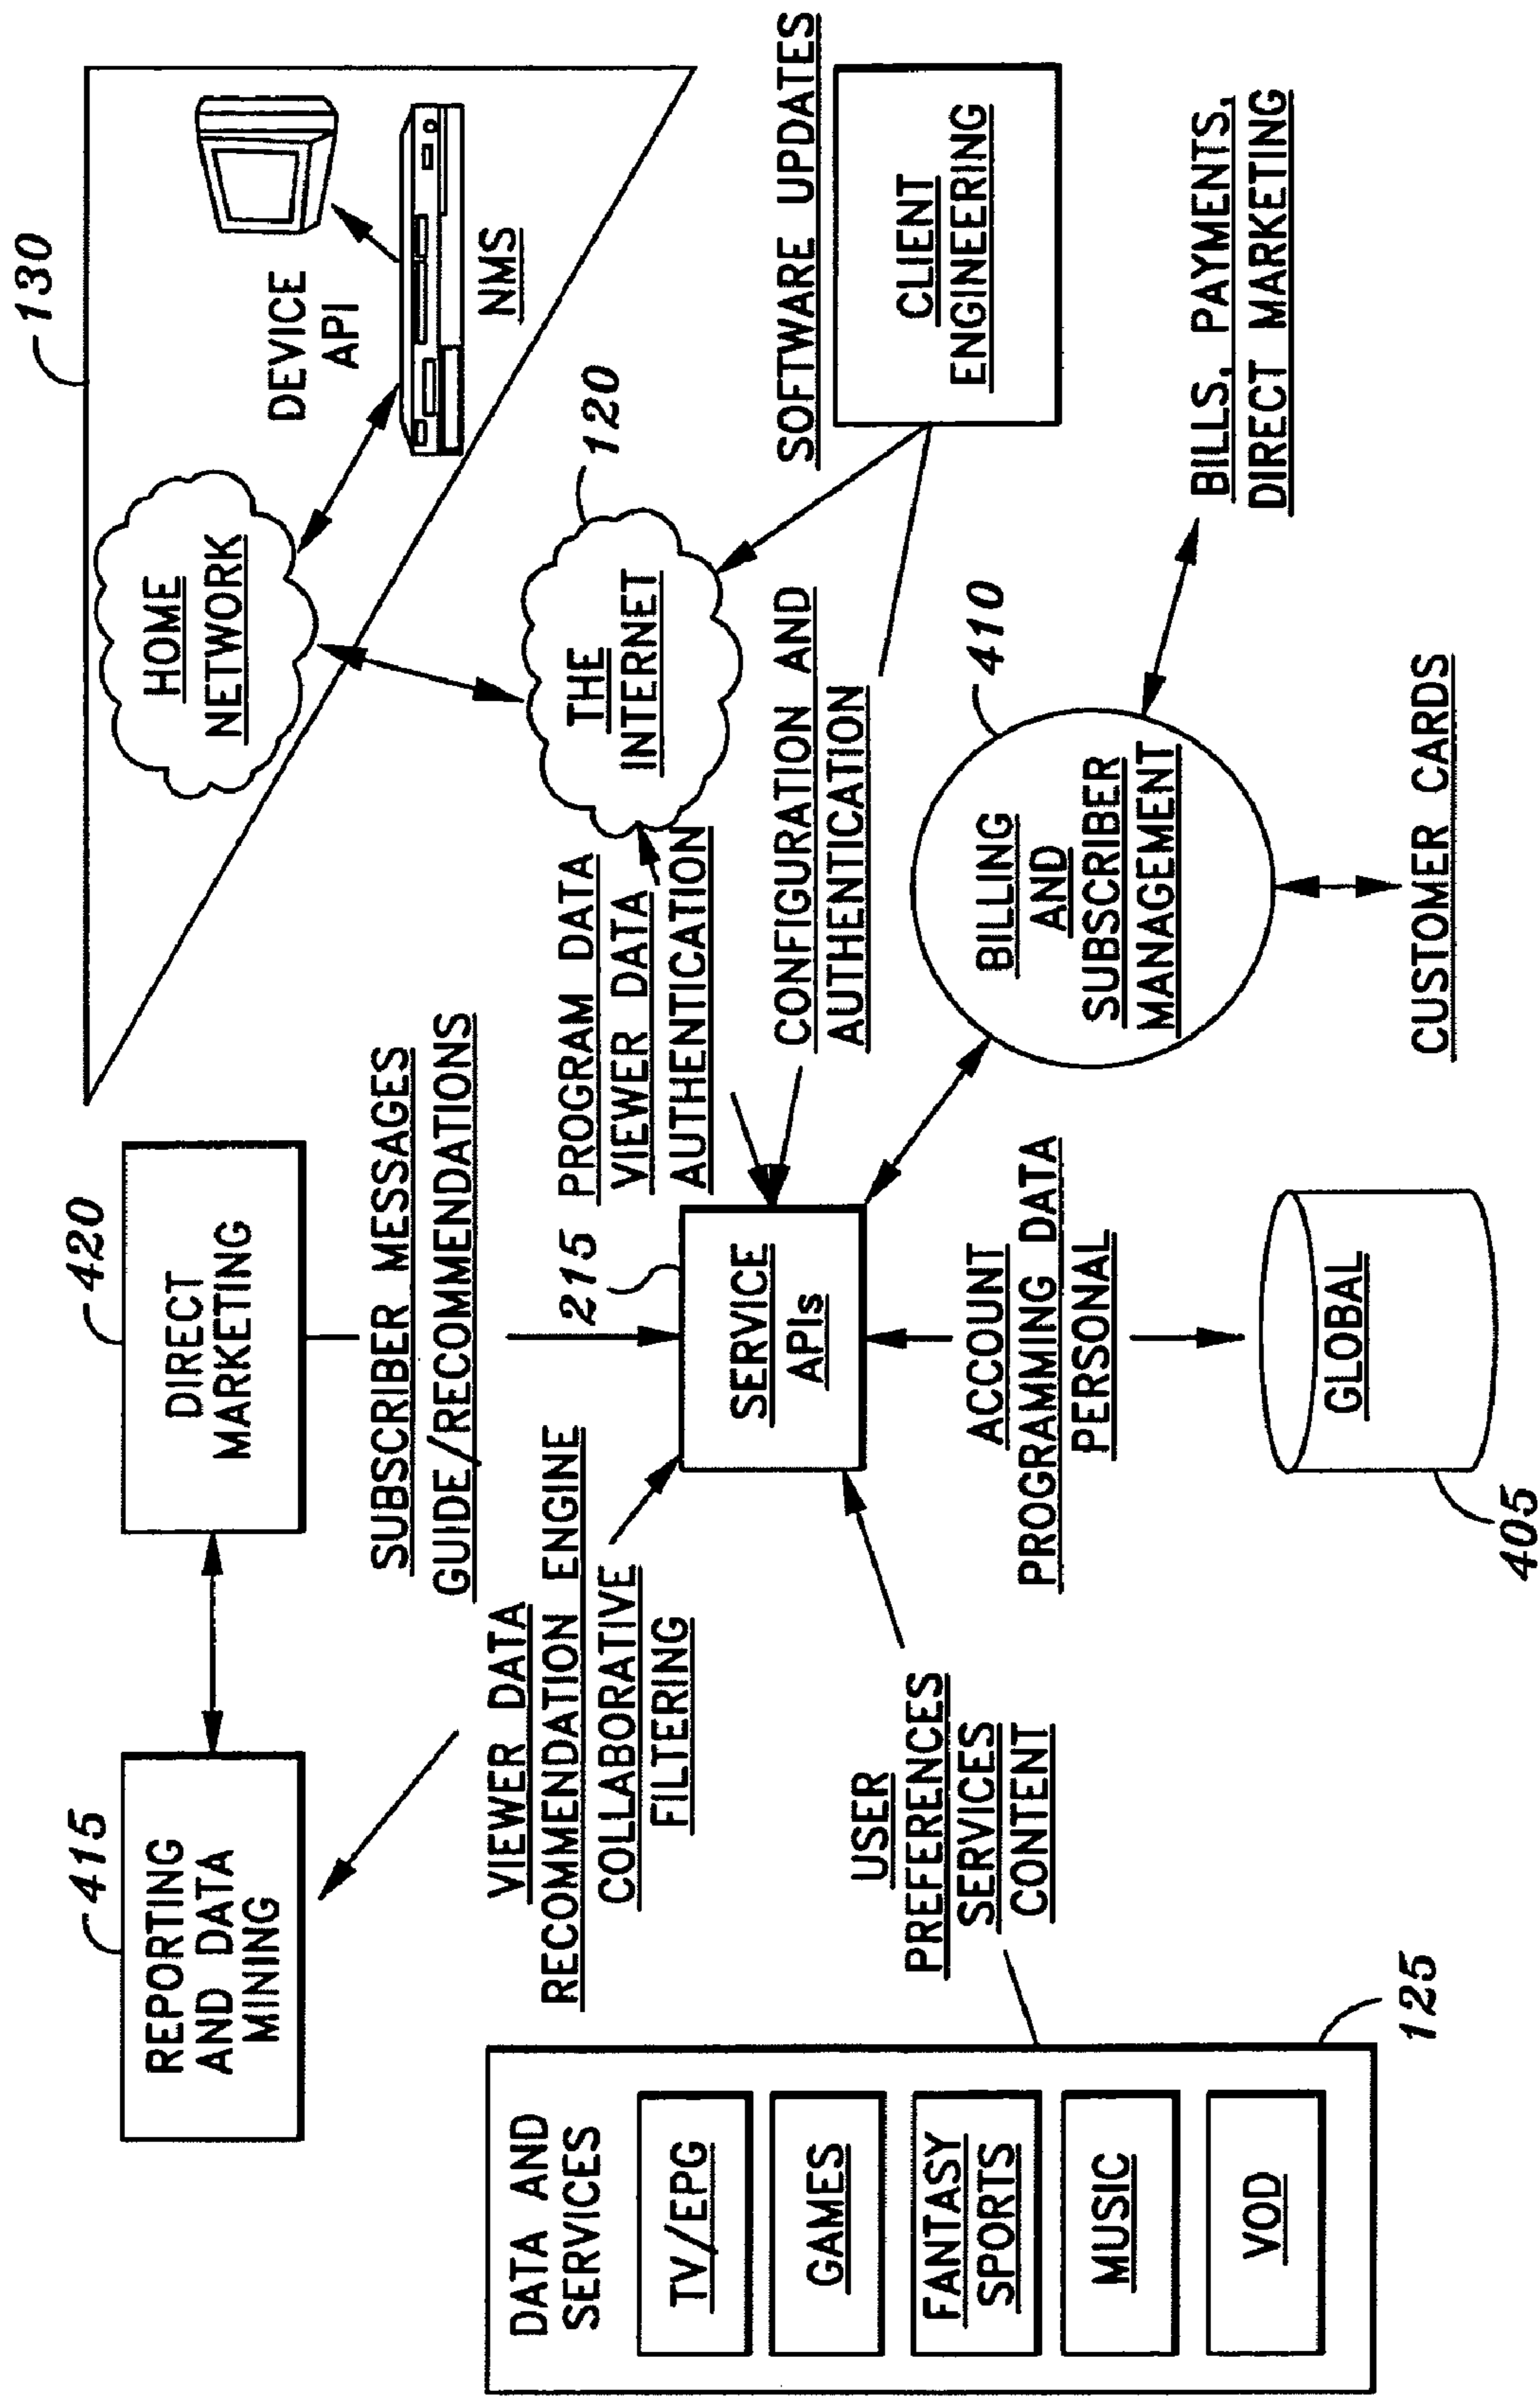 415
REPORTING
AND DATA
MINING
420
DIRECT
MARKETING
130
HOME
NETWORK
DEVICE
API
NMS
SUBSCRIBER MESSAGES
GUIDE/RECOMMENDATIONS
VIEWER DATA
RECOMMENDATION ENGINE
COLLABORATIVE
FILTERING
215
PROGRAM DATA
VIEWER DATA
AUTHENTICATION
THE
INTERNET
120
DATA AND
SERVICES
TV/EPG
GAMES
FANTASY
SPORTS
MUSIC
VOD
125
USER
PREFERENCES
SERVICES
CONTENT
SERVICE
APIs
CONFIGURATION AND
AUTHENTICATION
SOFTWARE UPDATES
CLIENT
ENGINEERING
410
BILLING
AND
SUBSCRIBER
MANAGEMENT
BILLS, PAYMENTS,
DIRECT MARKETING
ACCOUNT
PROGRAMMING DATA
PERSONAL
GLOBAL
405
CUSTOMER CARDS